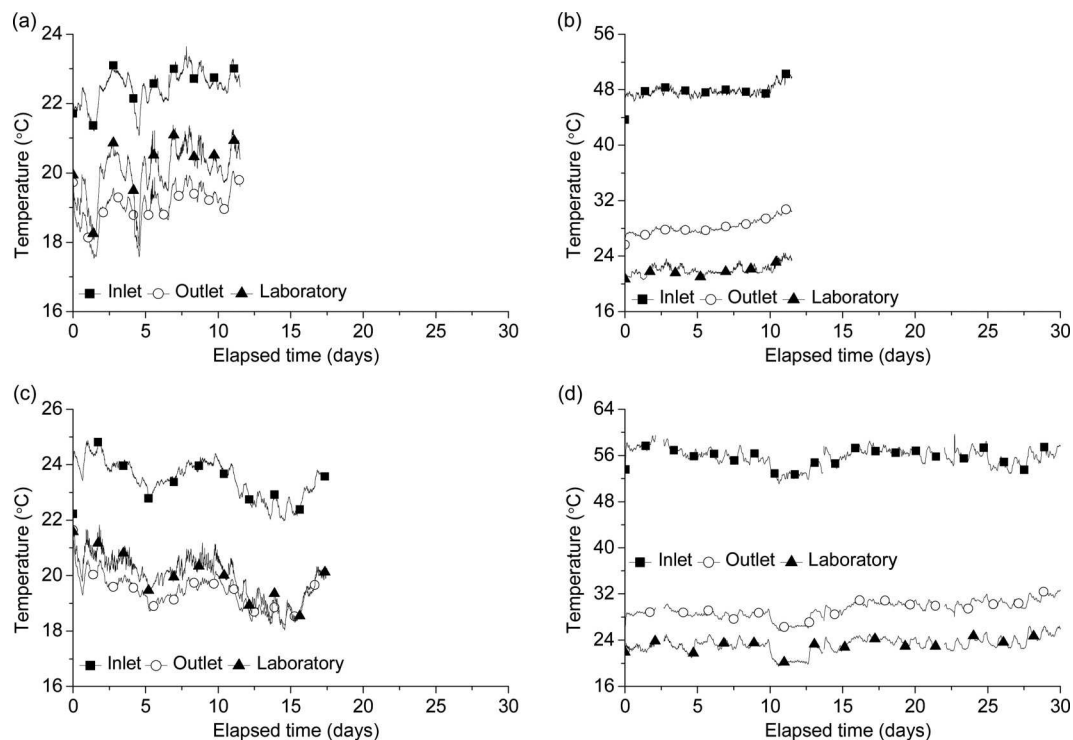 (a)
24
22
20
18
16
Temperature (°C)
Inlet Outlet Laboratory
0 5 10 15 20 25 30
Elapsed time (days)
(b)
56
48
40
32
24
16
Temperature (°C)
Inlet Outlet Laboratory
0 5 10 15 20 25 30
Elapsed time (days)
(c)
26
24
22
20
18
16
Temperature (°C)
Inlet Outlet Laboratory
0 5 10 15 20 25 30
Elapsed time (days)
(d)
64
56
48
40
32
24
16
Temperature (°C)
Inlet Outlet Laboratory
0 5 10 15 20 25 30
Elapsed time (days)